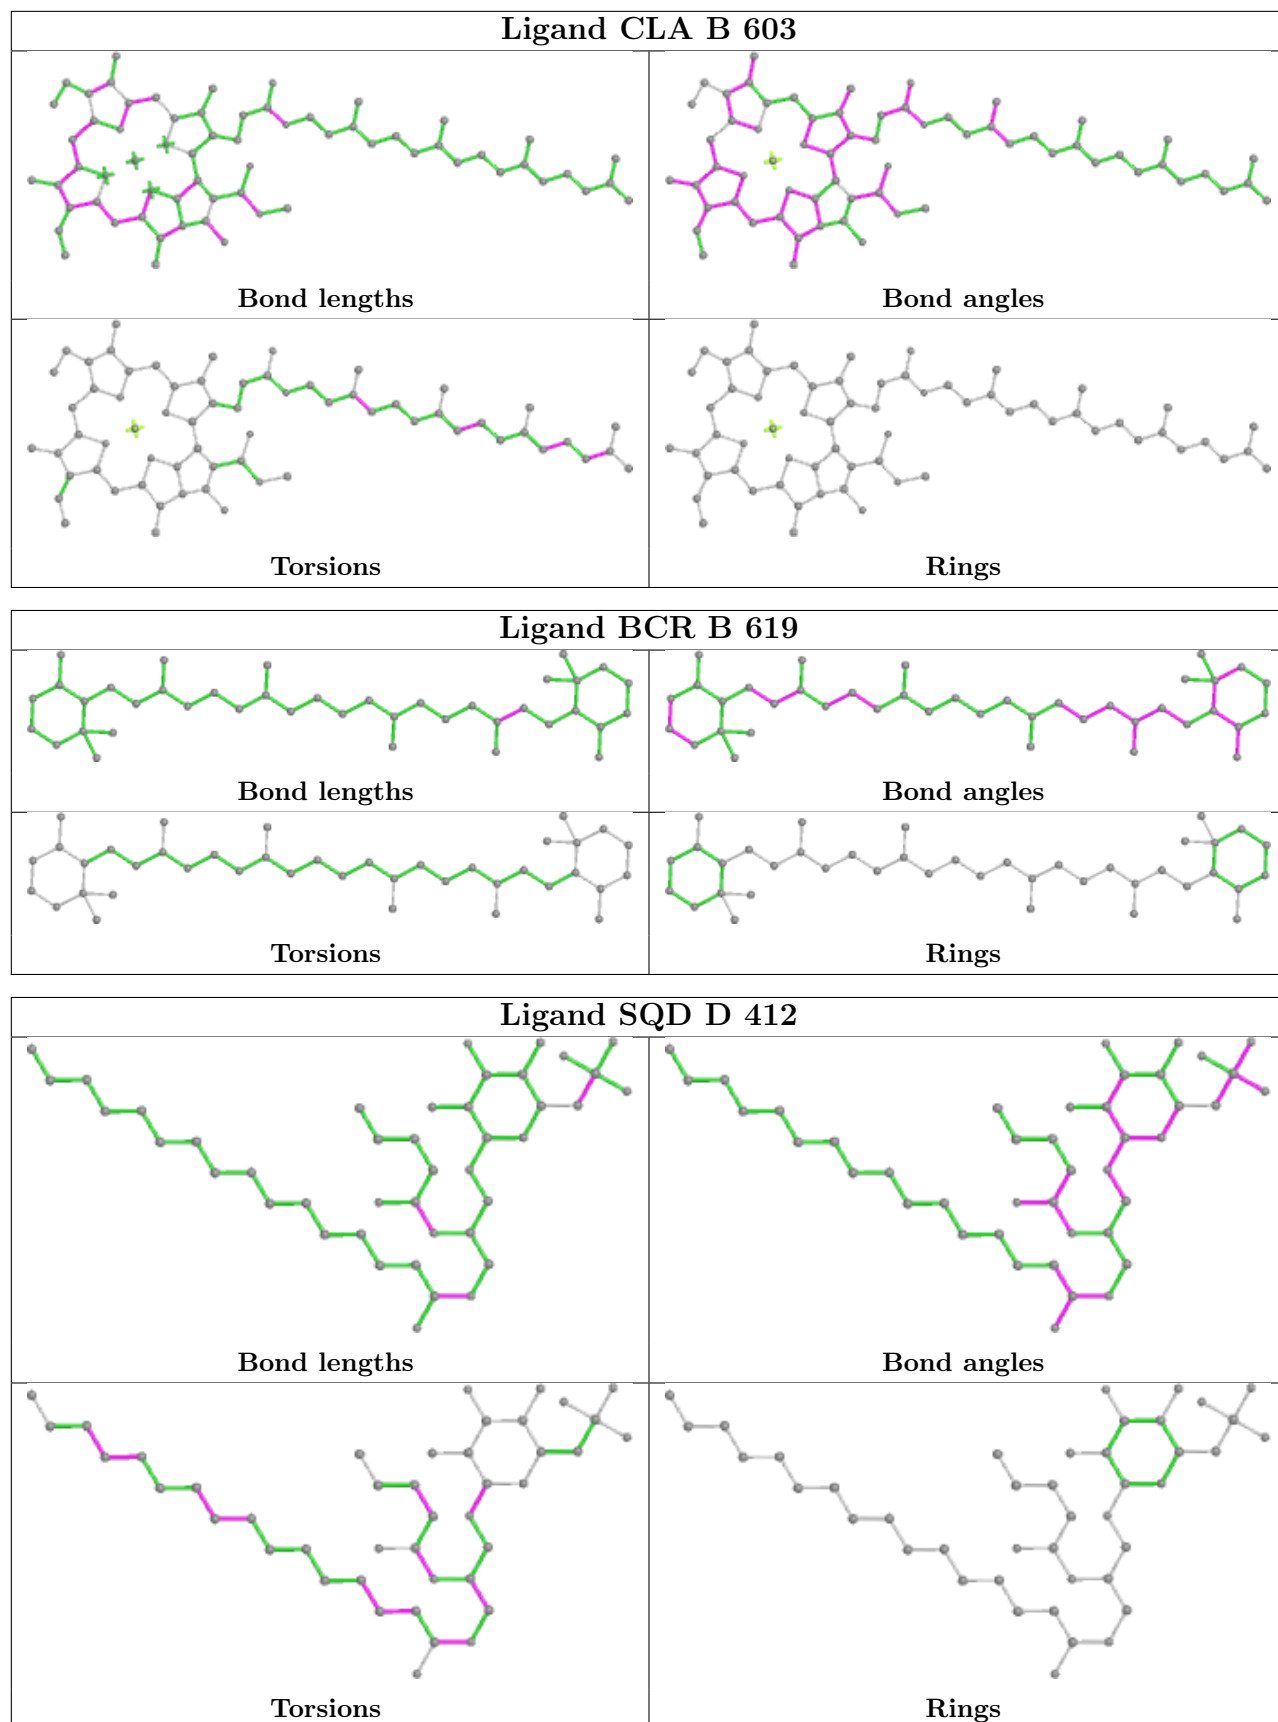 Ligand CLA B 603
Bond lengths
Bond angles
Torsions
Rings
Ligand BCR B 619
Bond lengths
Bond angles
Torsions
Rings
Ligand SQD D 412
Bond lengths
Bond angles
Torsions
Rings